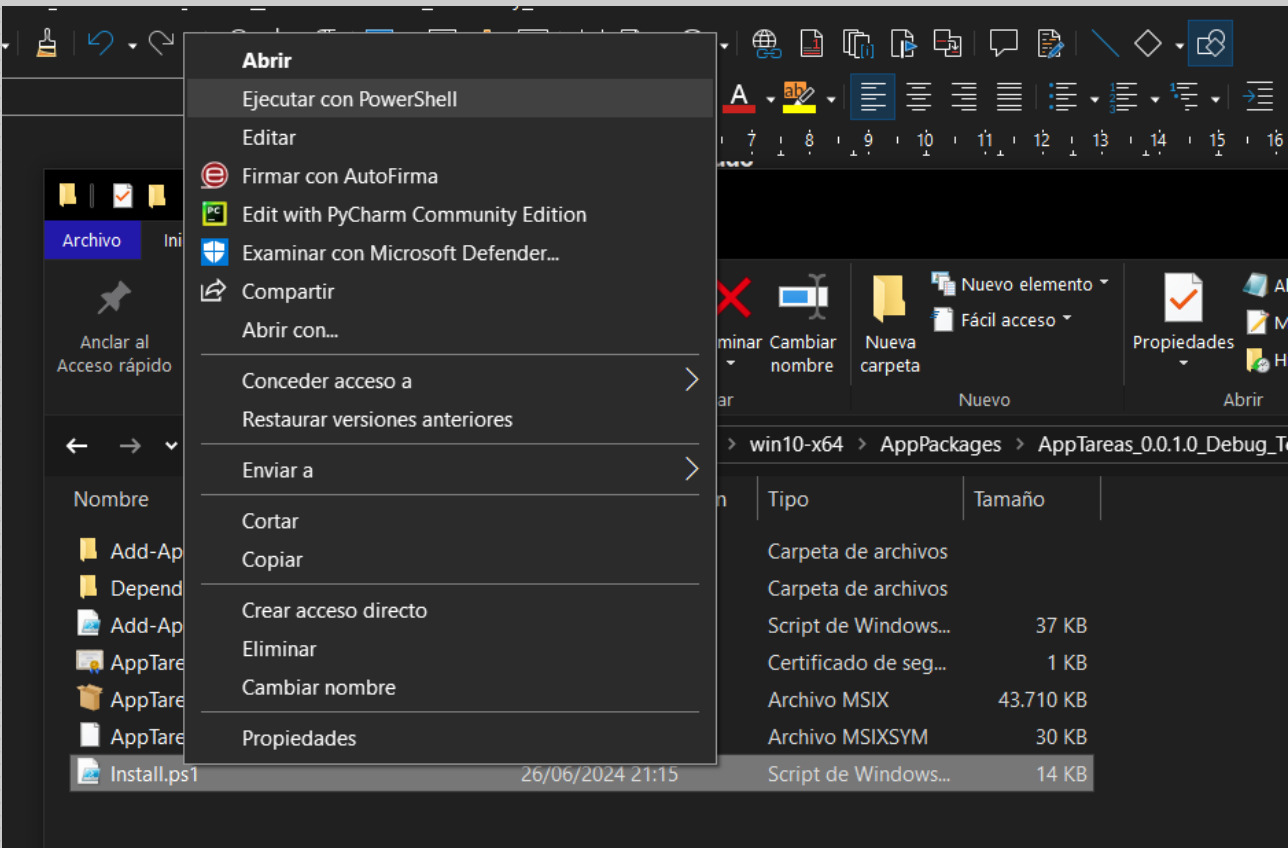 Abrir
Ejecutar con PowerShell
Editar
Firmar con AutoFirma
Edit with PyCharm Community Edition
Examinar con Microsoft Defender...
Compartir
Abrir con...
Conceder acceso a
Restaurar versiones anteriores
Enviar a
Cortar
Copiar
Crear acceso directo
Eliminar
Cambiar nombre
Propiedades
7 8 9 10 11 12 13 14 15 16
Archivo
Anclar al
Acceso rápido
Cambiar
nombre
Nueva
carpeta
Nuevo elemento
Fácil acceso
Nuevo
Propiedades
Abrir
win10-x64 > AppPackages > AppTareas_0.0.1.0_Debug_Te
Nombre Tipo Tamaño
Add-Ap Carpeta de archivos
Depend Carpeta de archivos
Add-Ap Script de Windows... 37 KB
AppTare Certificado de seg... 1 KB
AppTare Archivo MSIX 43.710 KB
AppTare Archivo MSIXSYM 30 KB
Install.ps1 26/06/2024 21:15 Script de Windows... 14 KB